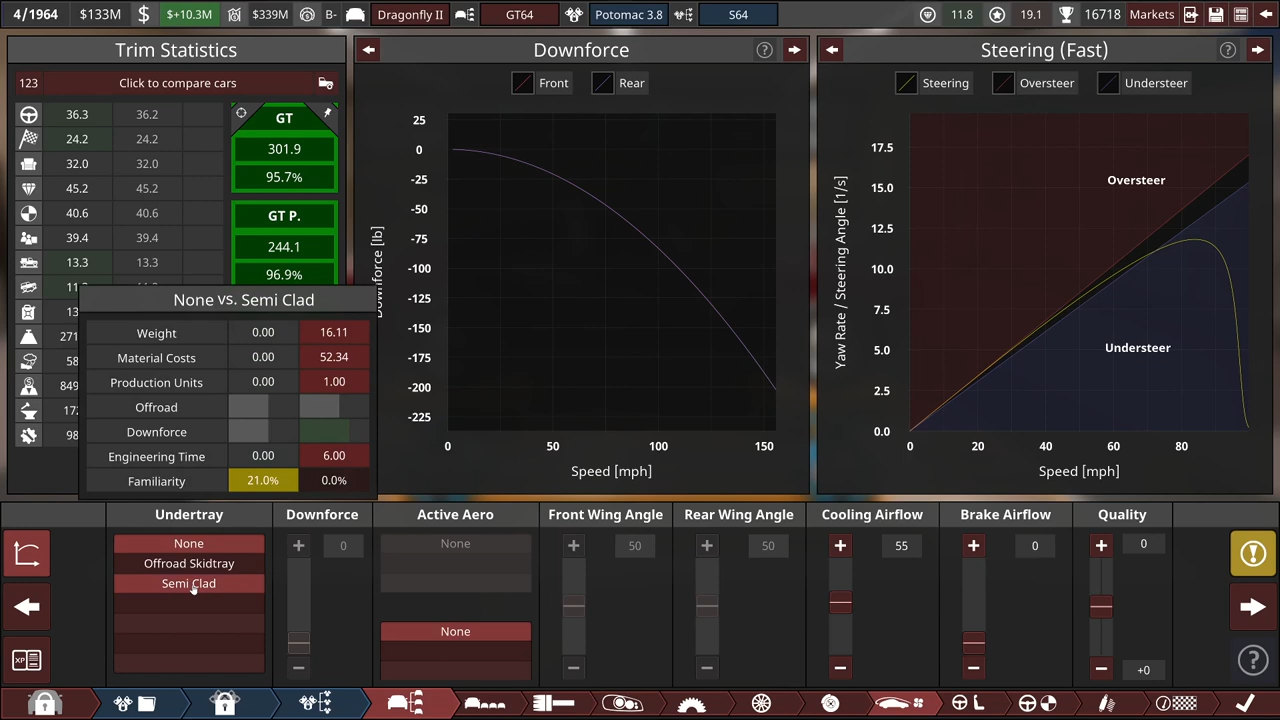 4/1964 $133M $+10.3M $339M B- Dragonfly II GT64 Potomac 3.8 S64 11.8 19.1 16718 Markets
Trim Statistics
123 Click to compare cars
36.3 36.2
24.2 24.2
32.0 32.0
45.2 45.2
40.6 40.6
39.4 39.4
13.3 13.3
GT
301.9
95.7%
GT P.
244.1
96.9%
13
271
58
849
172
98
None vs. Semi Clad
Weight 0.00 16.11
Material Costs 0.00 52.34
Production Units 0.00 1.00
Offroad
Downforce
Engineering Time 0.00 6.00
Familiarity 21.0% 0.0%
Downforce ?
Front Rear
Downforce [lb]
25
0
-25
-50
-75
-100
-125
-150
-175
-200
-225
0 50 100 150
Speed [mph]
Steering (Fast) ?
Steering Oversteer Understeer
Yaw Rate / Steering Angle [1/s]
17.5
15.0
12.5
10.0
7.5
5.0
2.5
0.0
Oversteer
Understeer
0 20 40 60 80
Speed [mph]
Undertray
None
Offroad Skidtray
Semi Clad
Downforce
+ 0
−
Active Aero
None
None
Front Wing Angle
+ 50
−
Rear Wing Angle
+ 50
−
Cooling Airflow
+ 55
−
Brake Airflow
+ 0
−
Quality
+ 0
− +0
XP
?